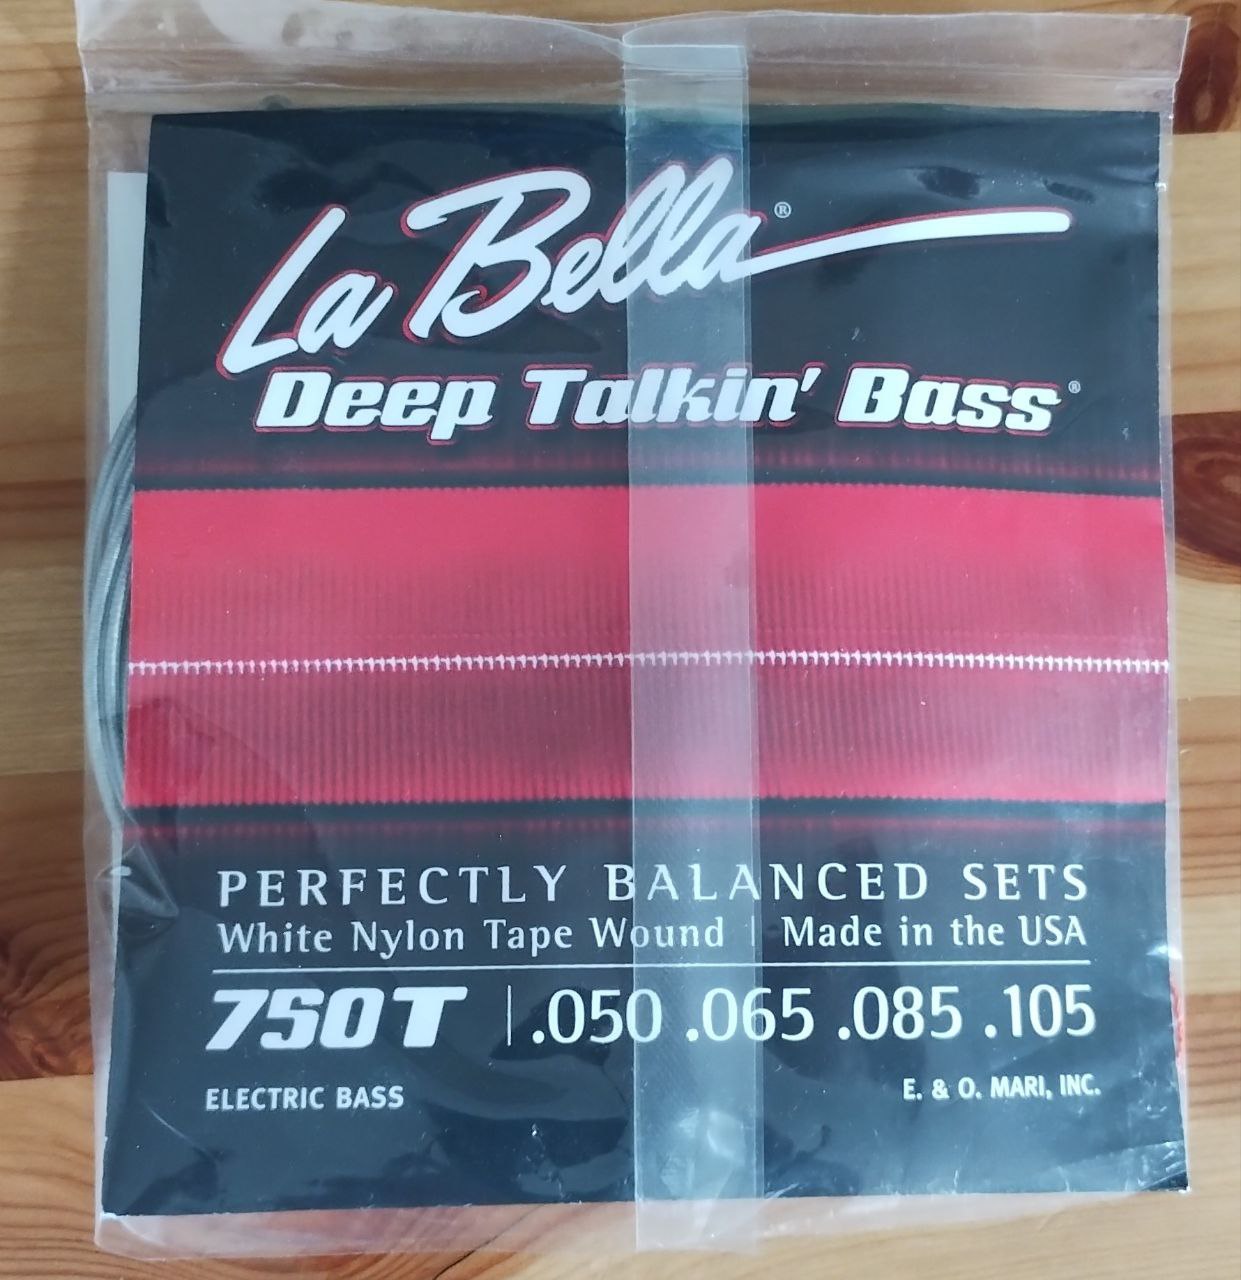 La Bella®
Deep Talkin' Bass®
PERFECTLY BALANCED SETS
White Nylon Tape Wound | Made in the USA
750T | .050 .065 .085 .105
ELECTRIC BASS E. & O. MARI, INC.